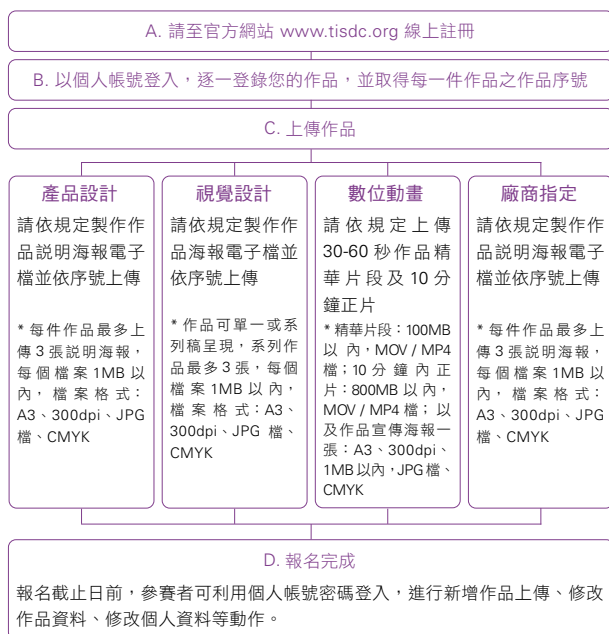 A. 請至官方網站 www.tisdc.org 線上註冊
B. 以個人帳號登入，逐一登錄您的作品，並取得每一件作品之作品序號
C. 上傳作品
產品設計
請依規定製作作
品説明海報電子
檔並依序號上傳
* 每件作品最多上
傳 3 張説明海報，
每個檔案 1MB 以
內，檔案格式：
A3、300dpi、JPG
檔、CMYK
視覺設計
請依規定製作作
品海報電子檔並
依序號上傳
* 作品可單一或系
列稿呈現，系列作
品最多 3 張，每個
檔案 1MB 以內，
檔案格式：A3、
300dpi、JPG 檔、
CMYK
數位動畫
請依規定上傳
30-60 秒作品精
華片段及 10 分
鐘正片
* 精華片段：100MB
以內，MOV / MP4
檔；10 分鐘內正
片：800MB 以內，
MOV / MP4 檔；以
及作品宣傳海報一
張：A3、300dpi、
1MB 以內，JPG 檔、
CMYK
廠商指定
請依規定製作作
品説明海報電子
檔並依序號上傳
* 每件作品最多上
傳 3 張説明海報，
每個檔案 1MB 以
內，檔案格式：
A3、300dpi、JPG
檔、CMYK
D. 報名完成
報名截止日前，參賽者可利用個人帳號密碼登入，進行新增作品上傳、修改
作品資料、修改個人資料等動作。